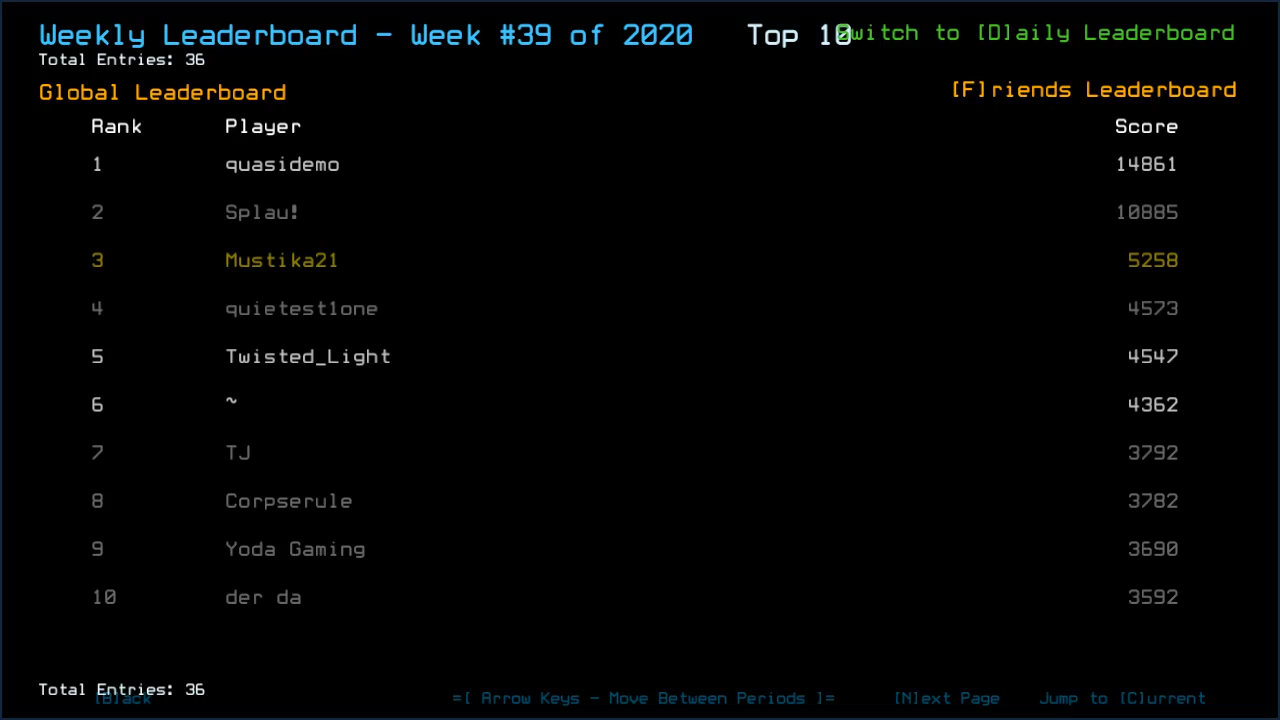 Weekly Leaderboard - Week #39 of 2020 Top 10 Switch to [D]aily Leaderboard
Total Entries: 36
Global Leaderboard [F]riends Leaderboard
Rank Player Score
1 quasidemo 14861
2 Splau! 10885
3 Mustika21 5258
4 quietest1one 4573
5 Twisted_Light 4547
6 ~ 4362
7 TJ 3792
8 Corpserule 3782
9 Yoda Gaming 3690
10 der da 3592
Total Entries: 36
[B]ack =[ Arrow Keys - Move Between Periods ]= [N]ext Page Jump to [C]urrent